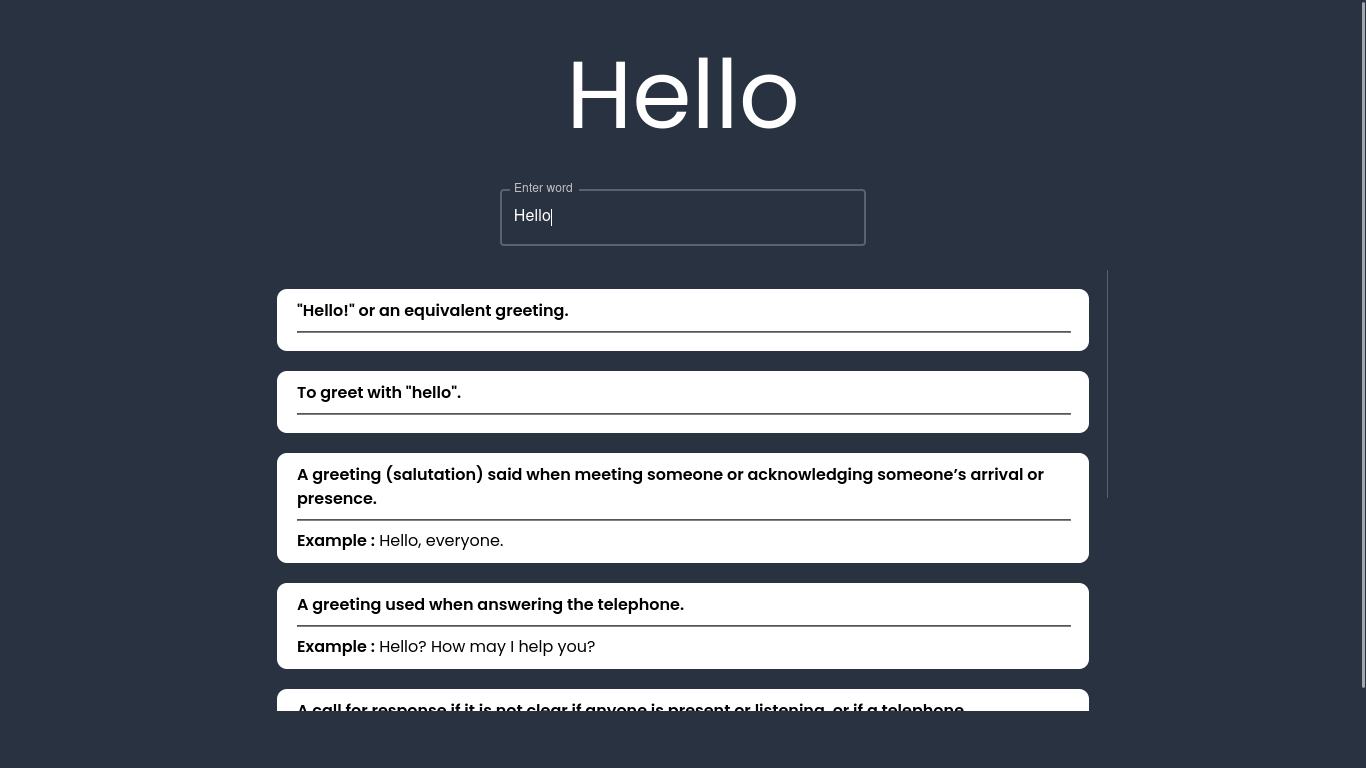 Hello
Enter word
Hello
"Hello!" or an equivalent greeting.
To greet with "hello".
A greeting (salutation) said when meeting someone or acknowledging someone’s arrival or
presence.
Example : Hello, everyone.
A greeting used when answering the telephone.
Example : Hello? How may I help you?
A call for response if it is not clear if anyone is present or listening, or if a telephone